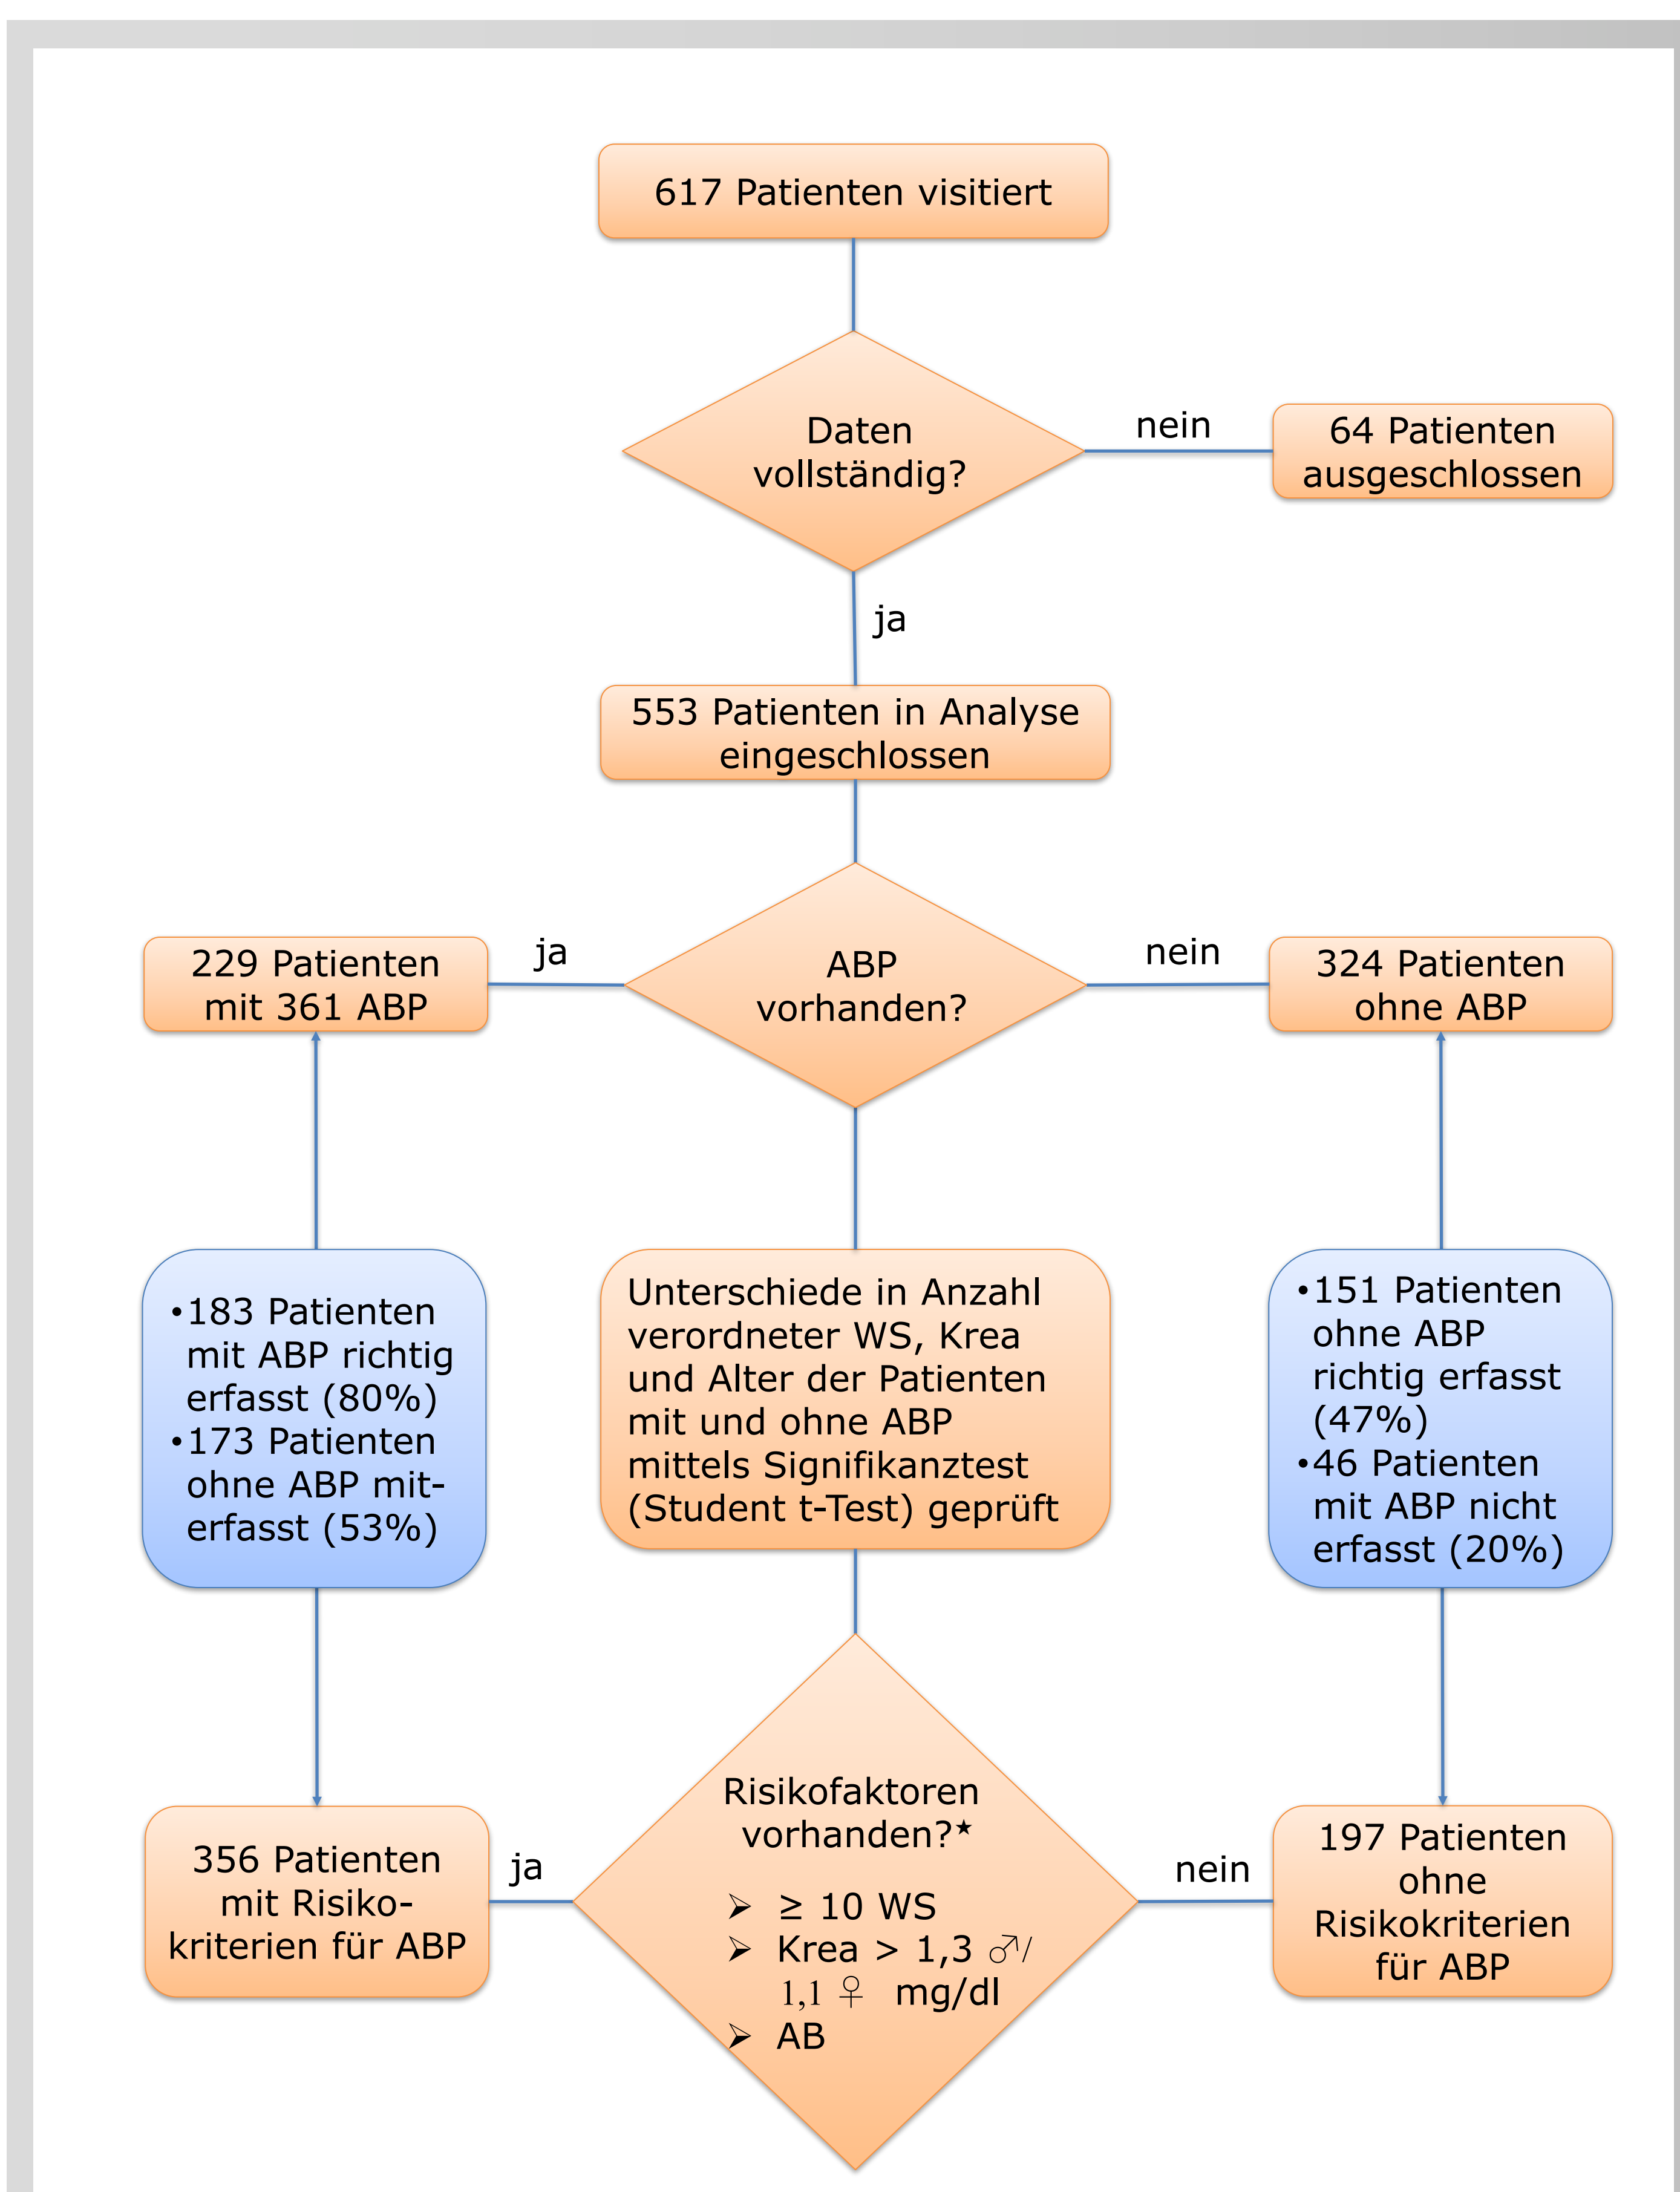 617 Patienten visitiert
Daten
vollständig?
nein
64 Patienten
ausgeschlossen
ja
553 Patienten in Analyse
eingeschlossen
229 Patienten
mit 361 ABP
ja
ABP
vorhanden?
nein
324 Patienten
ohne ABP
•183 Patienten
mit ABP richtig
erfasst (80%)
•173 Patienten
ohne ABP mit-
erfasst (53%)
Unterschiede in Anzahl
verordneter WS, Krea
und Alter der Patienten
mit und ohne ABP
mittels Signifikanztest
(Student t-Test) geprüft
•151 Patienten
ohne ABP
richtig erfasst
(47%)
•46 Patienten
mit ABP nicht
erfasst (20%)
356 Patienten
mit Risiko-
kriterien für ABP
ja
Risikofaktoren
vorhanden?★
➢ ≥ 10 WS
➢ Krea > 1,3 ♂/
1,1 ♀ mg/dl
➢ AB
nein
197 Patienten
ohne
Risikokriterien
für ABP